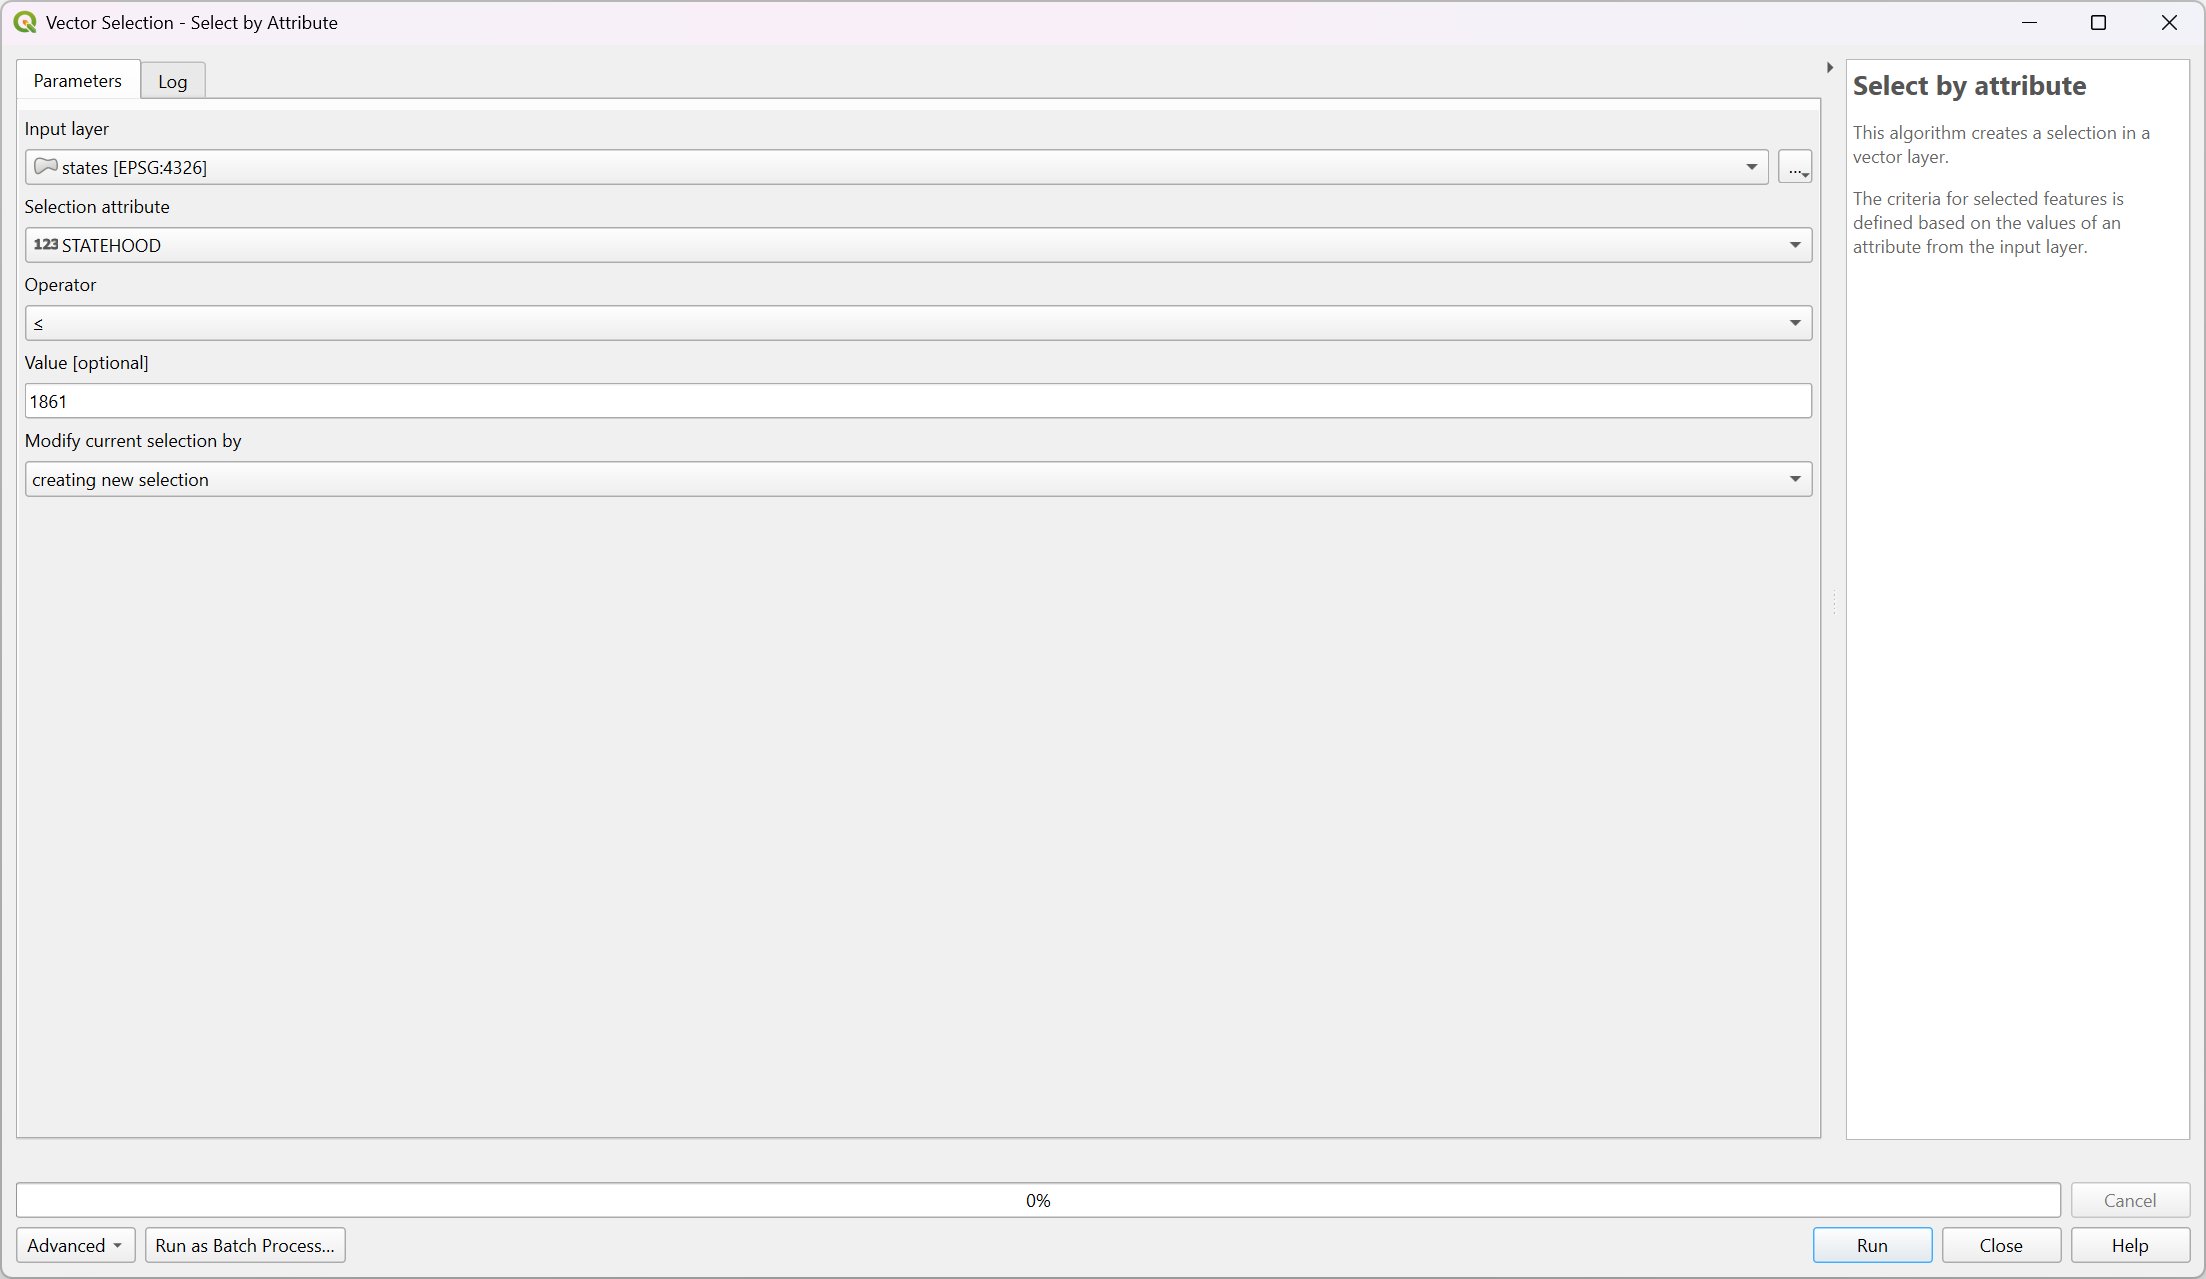 Vector Selection - Select by Attribute
Parameters
Log
Input layer
states [EPSG:4326]
...
Selection attribute
123 STATEHOOD
Operator
≤
Value [optional]
1861
Modify current selection by
creating new selection
Select by attribute
This algorithm creates a selection in a
vector layer.
The criteria for selected features is
defined based on the values of an
attribute from the input layer.
0%
Cancel
Advanced
Run as Batch Process...
Run
Close
Help